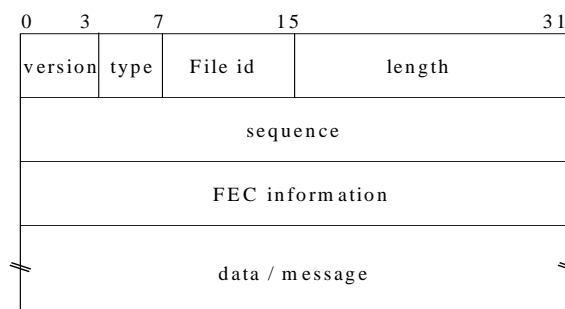 0 3 7 15 31
version type File id length
sequence
FEC information
data / message